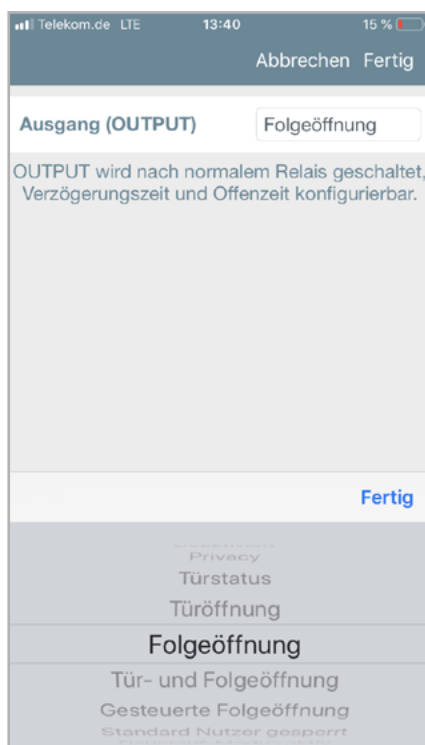 Telekom.de LTE 13:40 15 %
Abbrechen Fertig
Ausgang (OUTPUT) Folgeöffnung
OUTPUT wird nach normalem Relais geschaltet,
Verzögerungszeit und Offenzeit konfigurierbar.
Fertig
Privacy
Türstatus
Türöffnung
Folgeöffnung
Tür- und Folgeöffnung
Gesteuerte Folgeöffnung
Standard Nutzer gesperrt